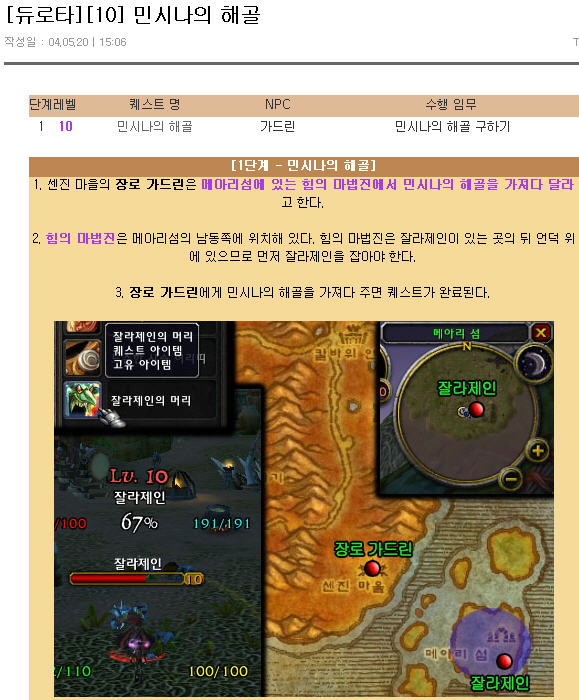 [듀로타][10] 민시나의 해골
작성일 : 04,05,20 | 15:06
단계레벨 퀘스트 명 NPC 수행 임무
1 10 민시나의 해골 가드린 민시나의 해골 구하기
[1단계 - 민시나의 해골]
1. 센진 마을의 장로 가드린은 메아리섬에 있는 힘의 마법진에서 민시나의 해골을 가져다 달라
고 한다.
2. 힘의 마법진은 메아리섬의 남동쪽에 위치해 있다. 힘의 마법진은 잘라제인이 있는 곳의 뒤 언덕 위
에 있으므로 먼저 잘라제인을 잡아야 한다.
3. 장로 가드린에게 민시나의 해골을 가져다 주면 퀘스트가 완료된다.
잘라제인의 머리
퀘스트 아이템
고유 아이템
잘라제인의 머리
메아리 섬
N
잘라제인
칼바위
Lv. 10
잘라제인
67%
/100 191/191
잘라제인
10
/110 100/100
장로 가드린
센진 마을
메아리 섬
잘라제인